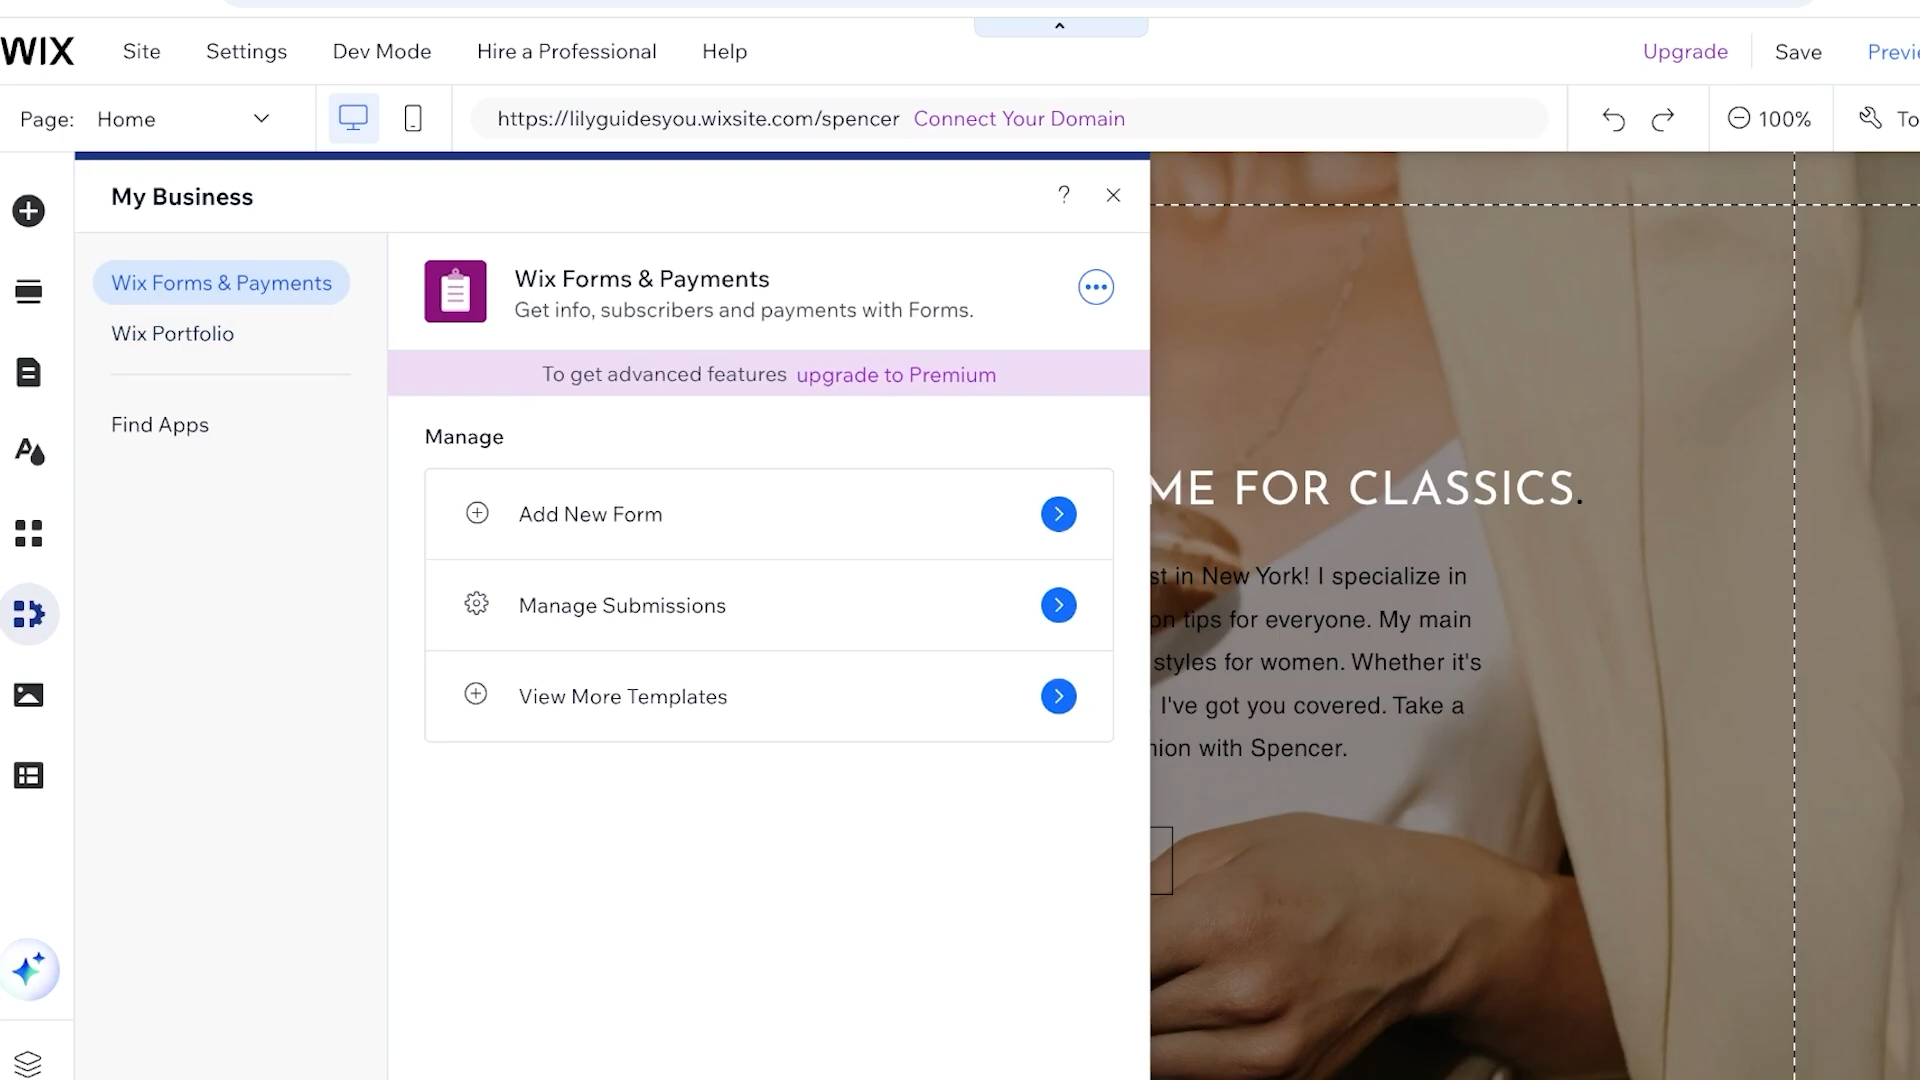 WIX Site Settings Dev Mode Hire a Professional Help Upgrade Save
Page: Home https://lilyguidesyou.wixsite.com/spencer Connect Your Domain 100%
My Business ?
Wix Forms & Payments
Wix Portfolio
Find Apps
Wix Forms & Payments
Get info, subscribers and payments with Forms.
To get advanced features upgrade to Premium
Manage
Add New Form
Manage Submissions
View More Templates
ME FOR CLASSICS.
st in New York! I specialize in
on tips for everyone. My main
styles for women. Whether it's
I've got you covered. Take a
with Spencer.